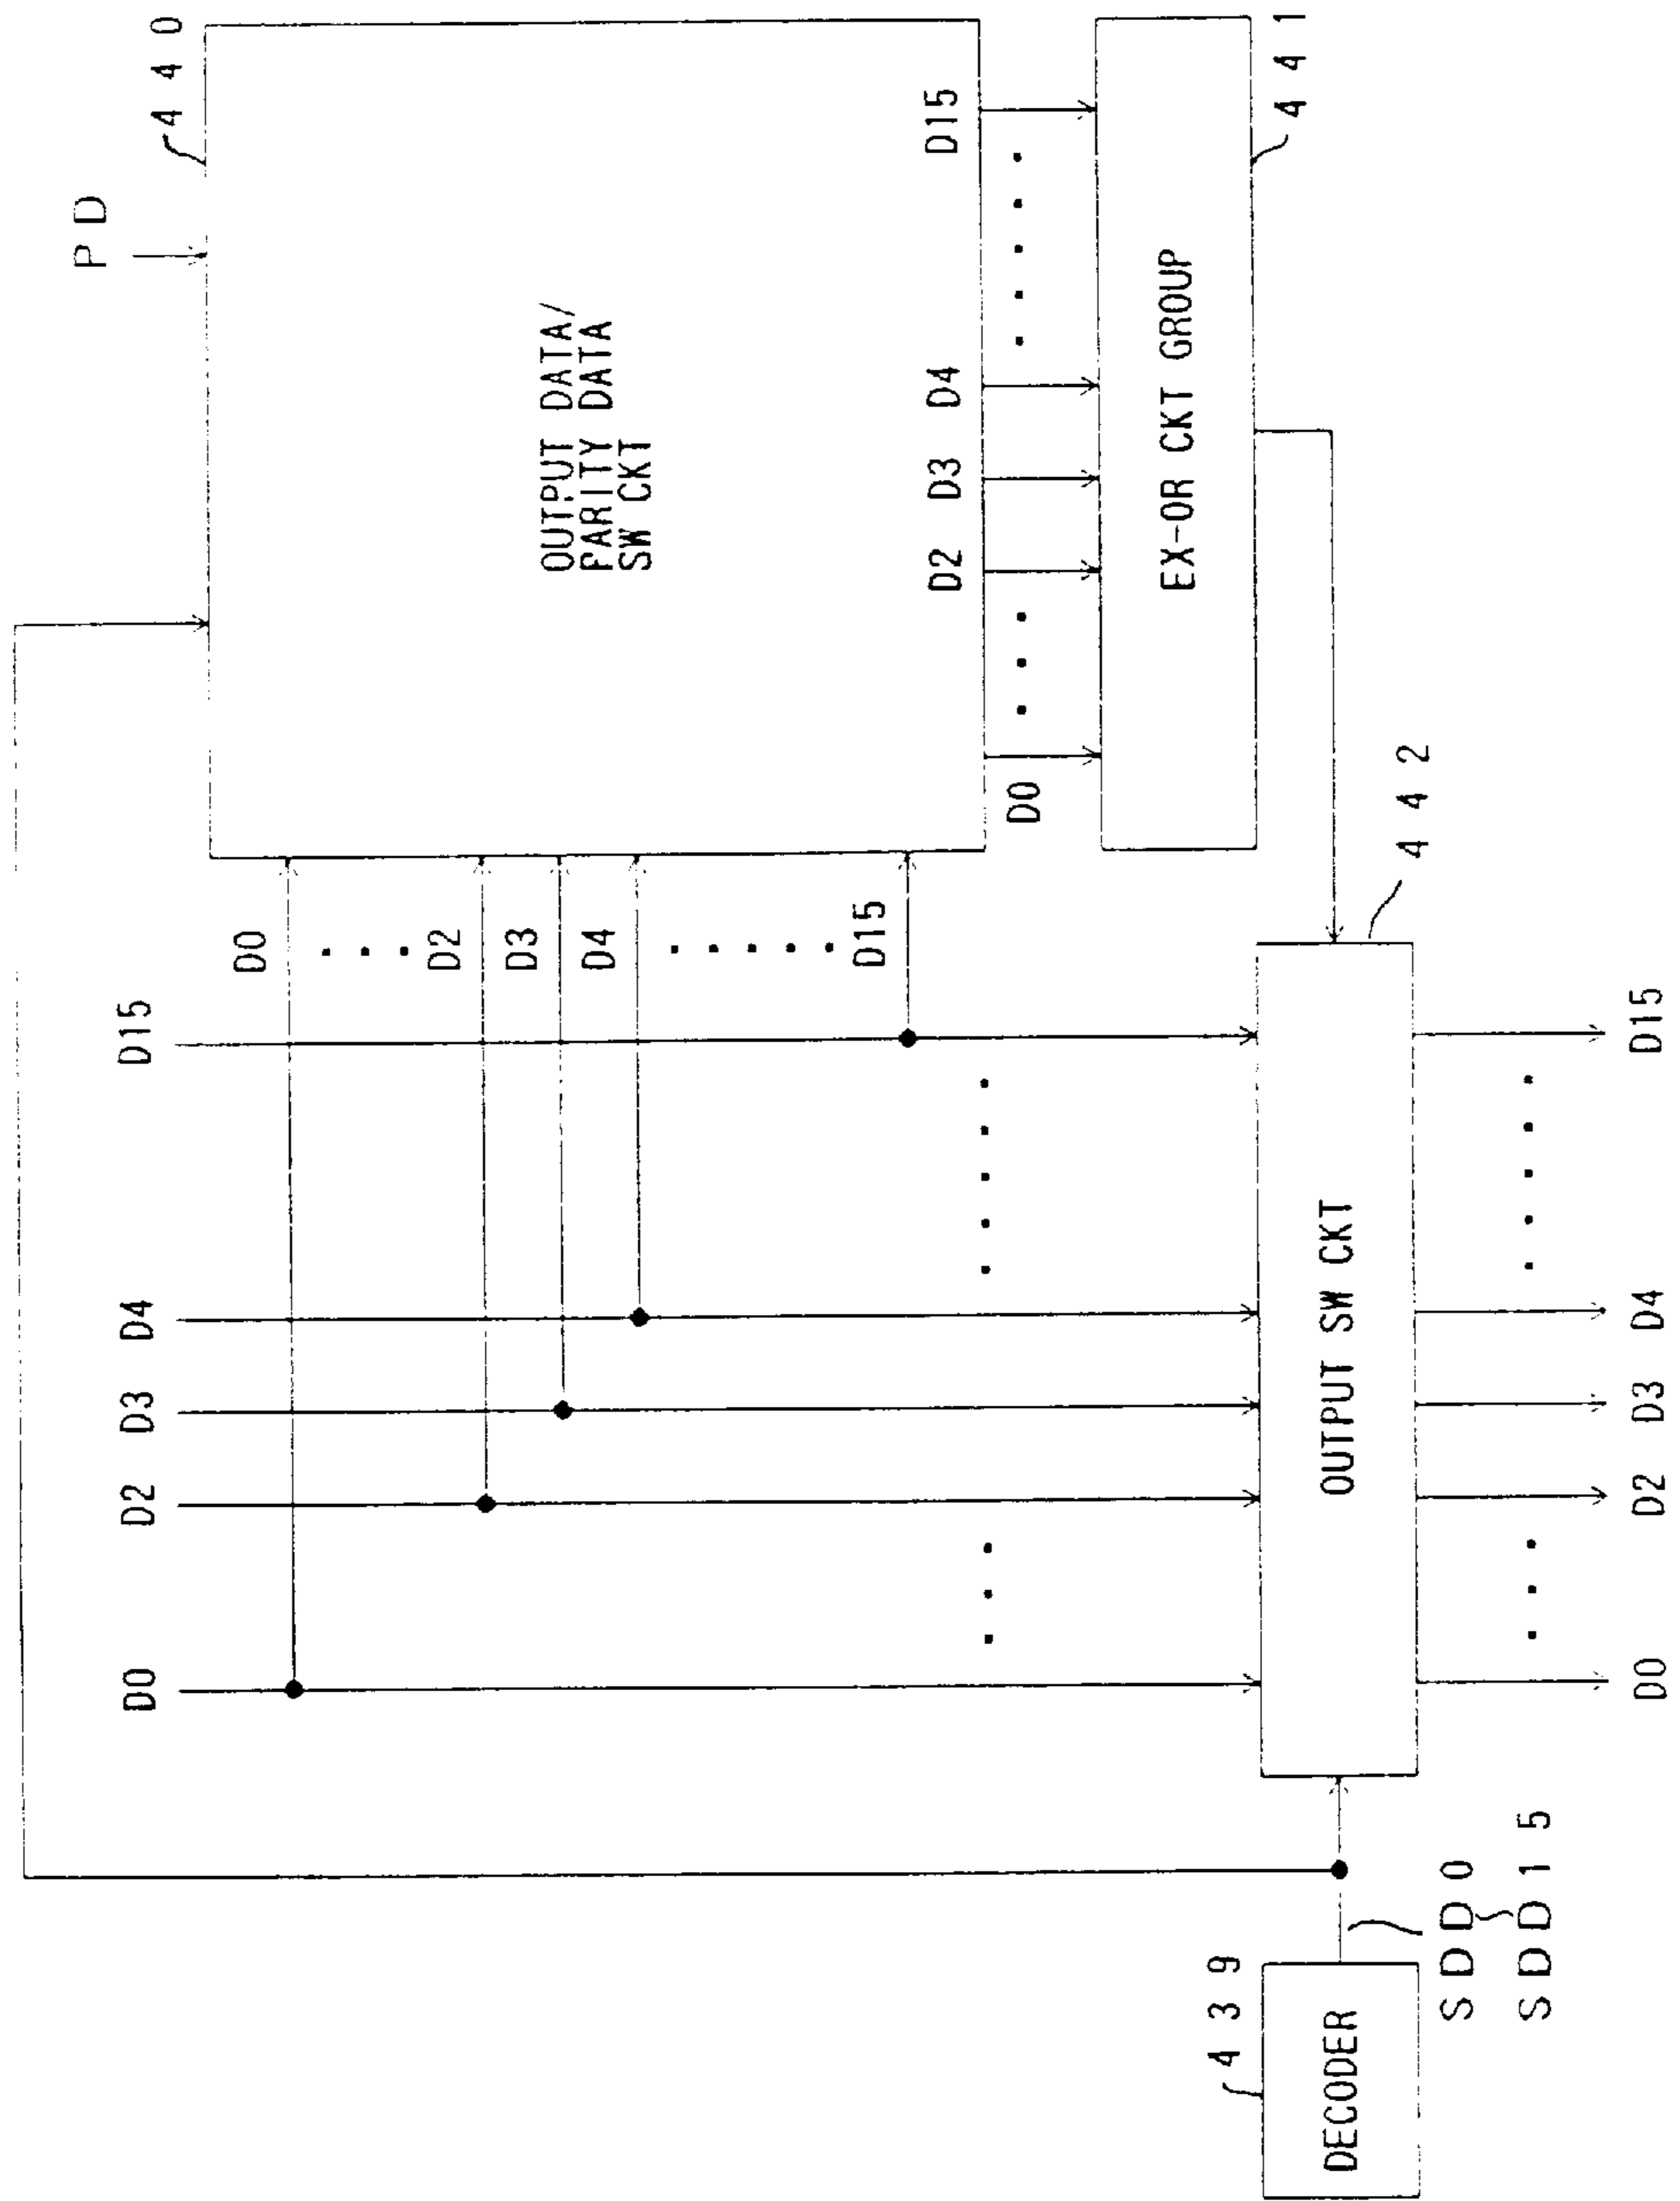 PD
D0 D2 D3 D4 D15
440
D0
D2
D3
D4
D15
OUTPUT DATA/
PARITY DATA
SW CKT
D0 D2 D3 D4 D15
EX-OR CKT GROUP
441
439
DECODER
OUTPUT SW CKT
442
SDD0
SDD15
D0 D2 D3 D4 D15